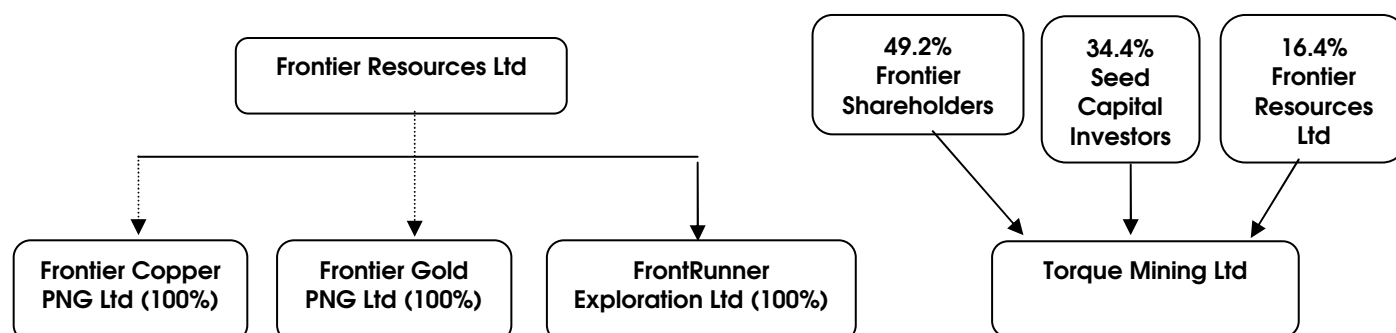 Frontier Resources Ltd
49.2%
Frontier
Shareholders
34.4%
Seed
Capital
Investors
16.4%
Frontier
Resources
Ltd
Frontier Copper
PNG Ltd (100%)
Frontier Gold
PNG Ltd (100%)
FrontRunner
Exploration Ltd (100%)
Torque Mining Ltd